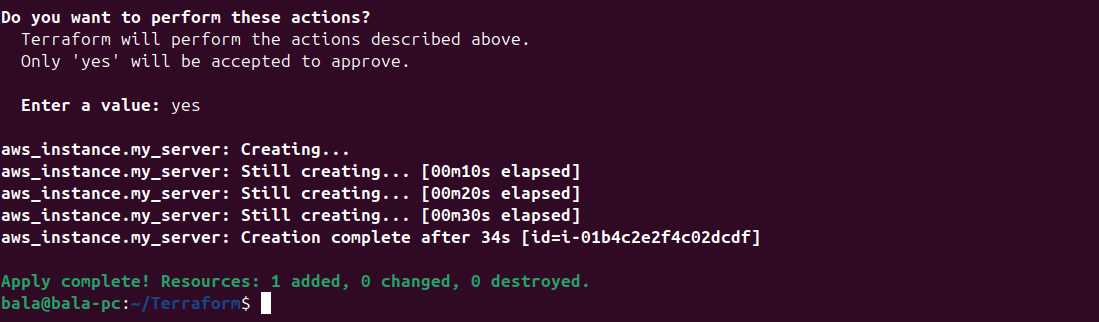 Do you want to perform these actions?
Terraform will perform the actions described above.
Only 'yes' will be accepted to approve.
Enter a value: yes
aws_instance.my_server: Creating...
aws_instance.my_server: Still creating... [00m10s elapsed]
aws_instance.my_server: Still creating... [00m20s elapsed]
aws_instance.my_server: Still creating... [00m30s elapsed]
aws_instance.my_server: Creation complete after 34s [id=i-01b4c2e2f4c02dcdf]
Apply complete! Resources: 1 added, 0 changed, 0 destroyed.
bala@bala-pc:~/Terraform$